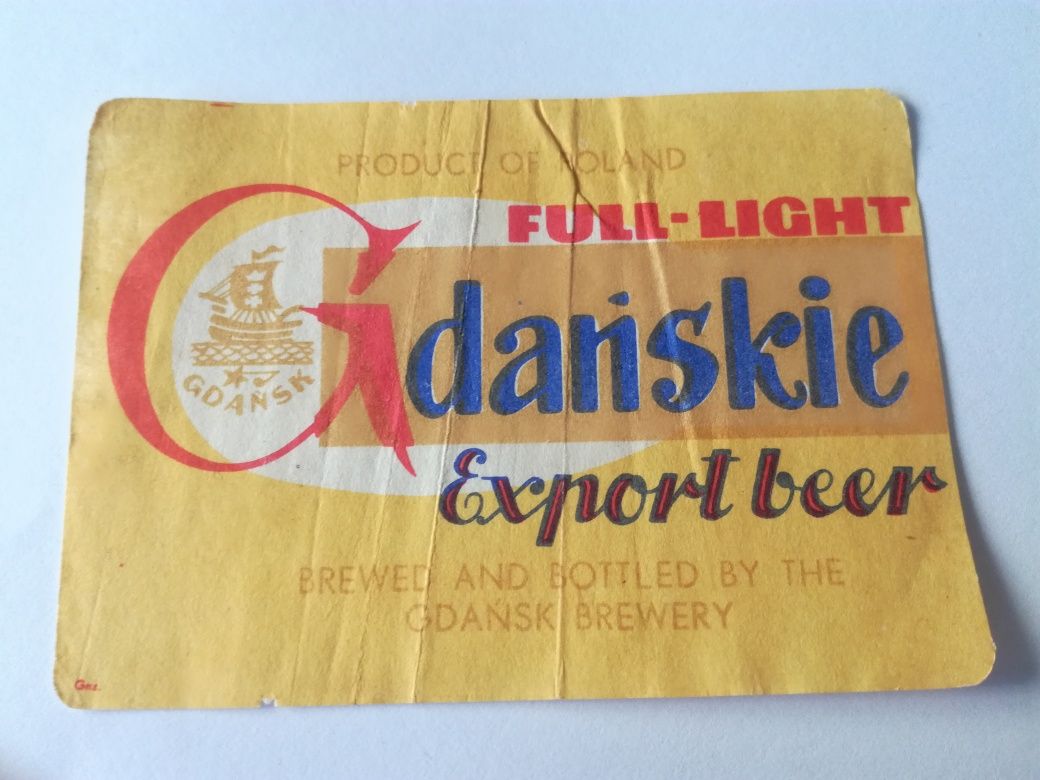 PRODUCT OF POLAND
FULL-LIGHT
Gdańskie
GDAŃSK
Export beer
BREWED AND BOTTLED BY THE
GDAŃSK BREWERY